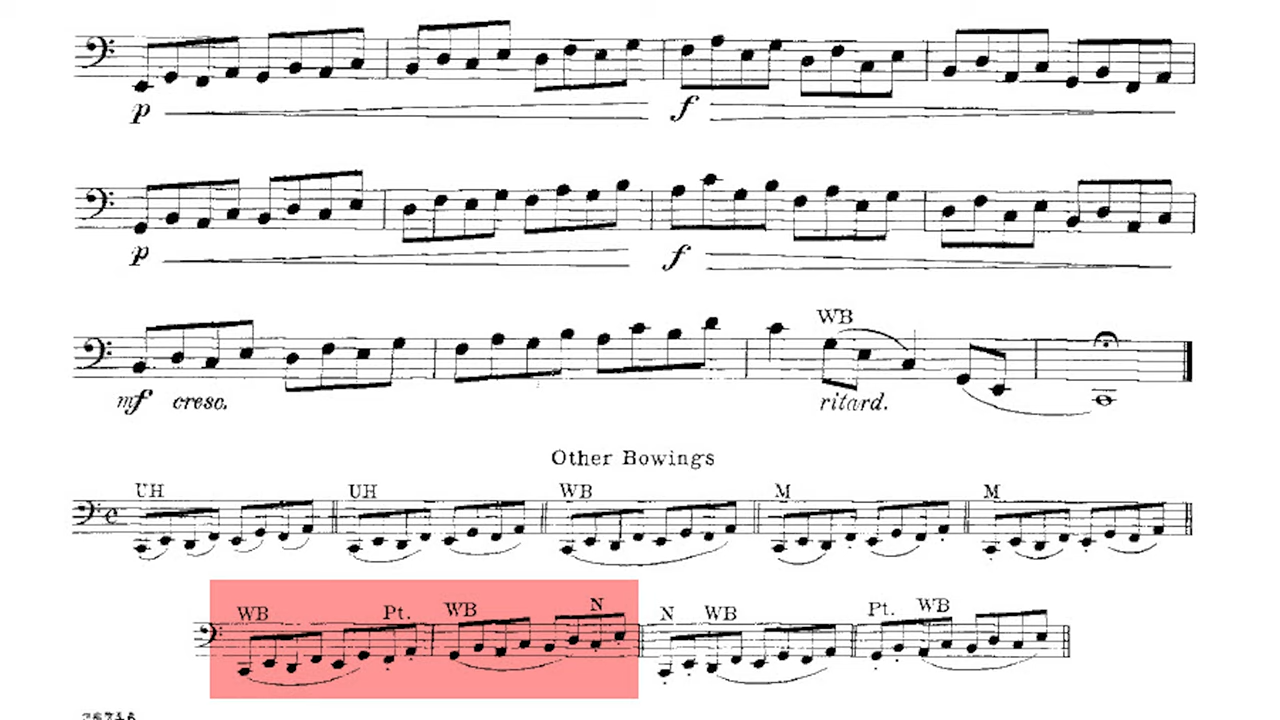 p f
p f
WB
mf cresc. ritard.
Other Bowings
UH UH WB M M
WB Pt. WB N N WB Pt. WB